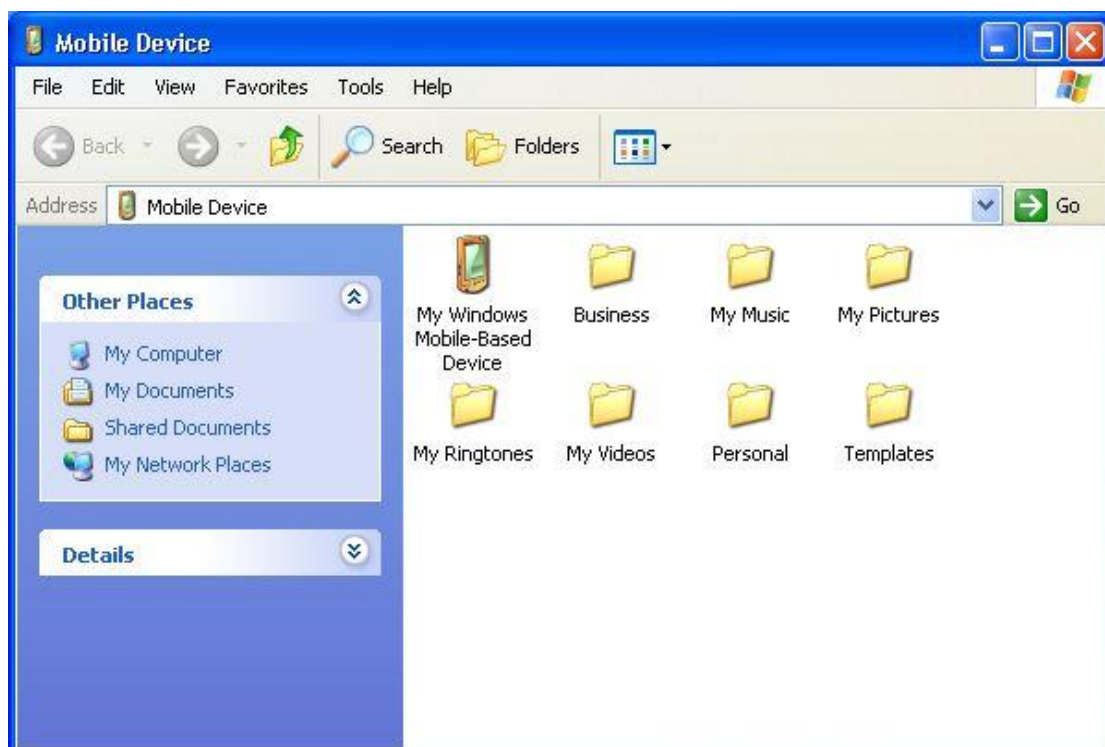 Mobile Device
File Edit View Favorites Tools Help
Back Search Folders
Address Mobile Device Go
Other Places
My Computer
My Documents
Shared Documents
My Network Places
Details
My Windows
Mobile-Based
Device
Business
My Music
My Pictures
My Ringtones
My Videos
Personal
Templates